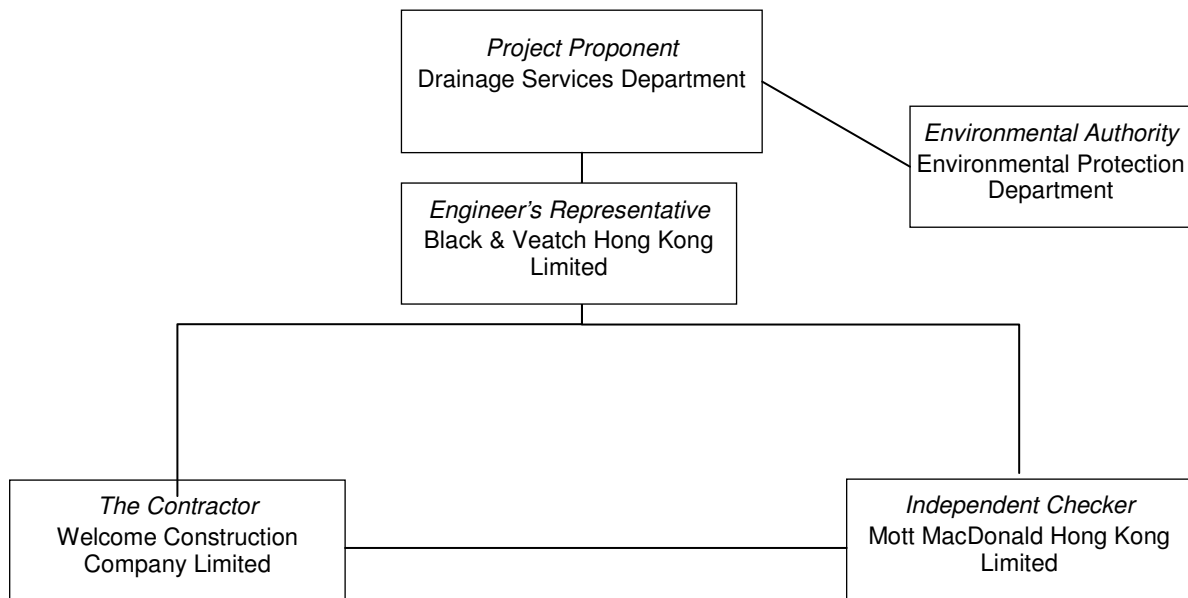 Project Proponent
Drainage Services Department
Environmental Authority
Environmental Protection
Department
Engineer's Representative
Black & Veatch Hong Kong
Limited
The Contractor
Welcome Construction
Company Limited
Independent Checker
Mott MacDonald Hong Kong
Limited